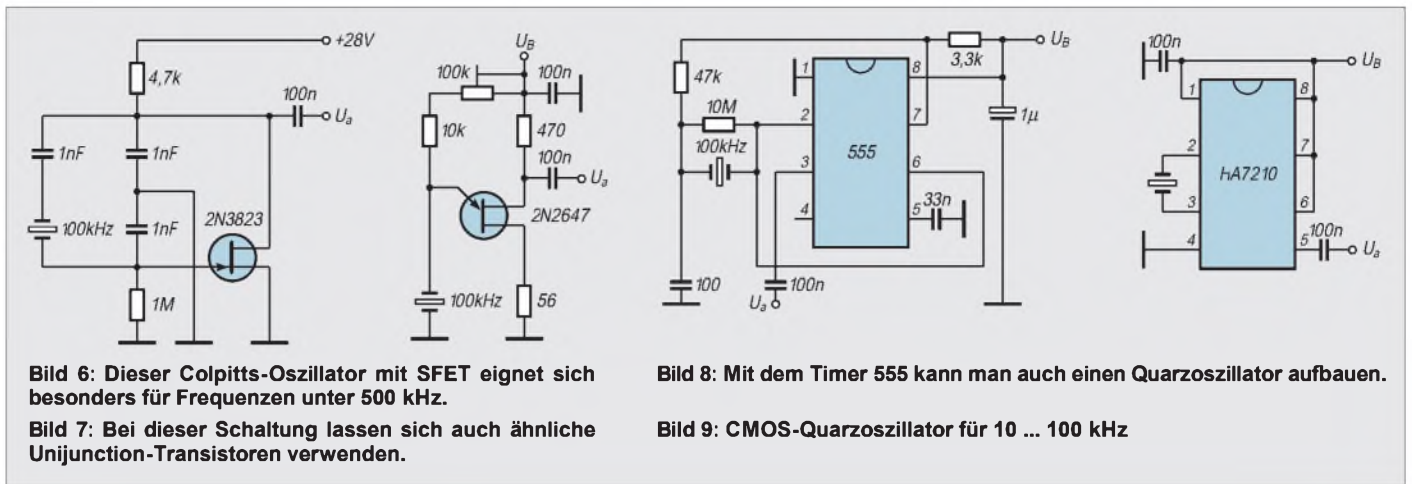 +28V
4,7k
100n
Ua
1nF
1nF
100kHz
1nF
2N3823
1M
UB
100k
100n
10k
470
100n
Ua
2N2647
100kHz
56
UB
3,3k
47k
1
8
10M
2
7
1µ
100kHz
555
3
6
33n
4
5
100
100n
Ua
100n
UB
1
8
2
7
hA7210
3
6
100n
4
5
Ua
Bild 6: Dieser Colpitts-Oszillator mit SFET eignet sich
besonders für Frequenzen unter 500 kHz.
Bild 7: Bei dieser Schaltung lassen sich auch ähnliche
Unijunction-Transistoren verwenden.
Bild 8: Mit dem Timer 555 kann man auch einen Quarzoszillator aufbauen.
Bild 9: CMOS-Quarzoszillator für 10 ... 100 kHz